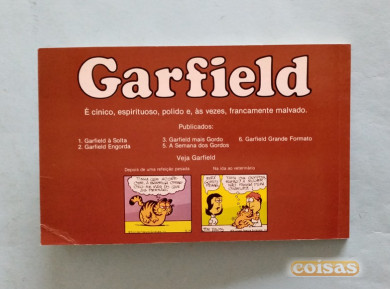 Garfield
É cínico, espirituoso, polido e, às vezes, francamente malvado.
Publicados:
1. Garfield à Solta
2. Garfield Engorda
3. Garfield mais Gordo
5. A Semana dos Gordos
6. Garfield Grande Formato
Veja Garfield
Depois de uma refeição pesada
Na ida ao veterinário
coisas